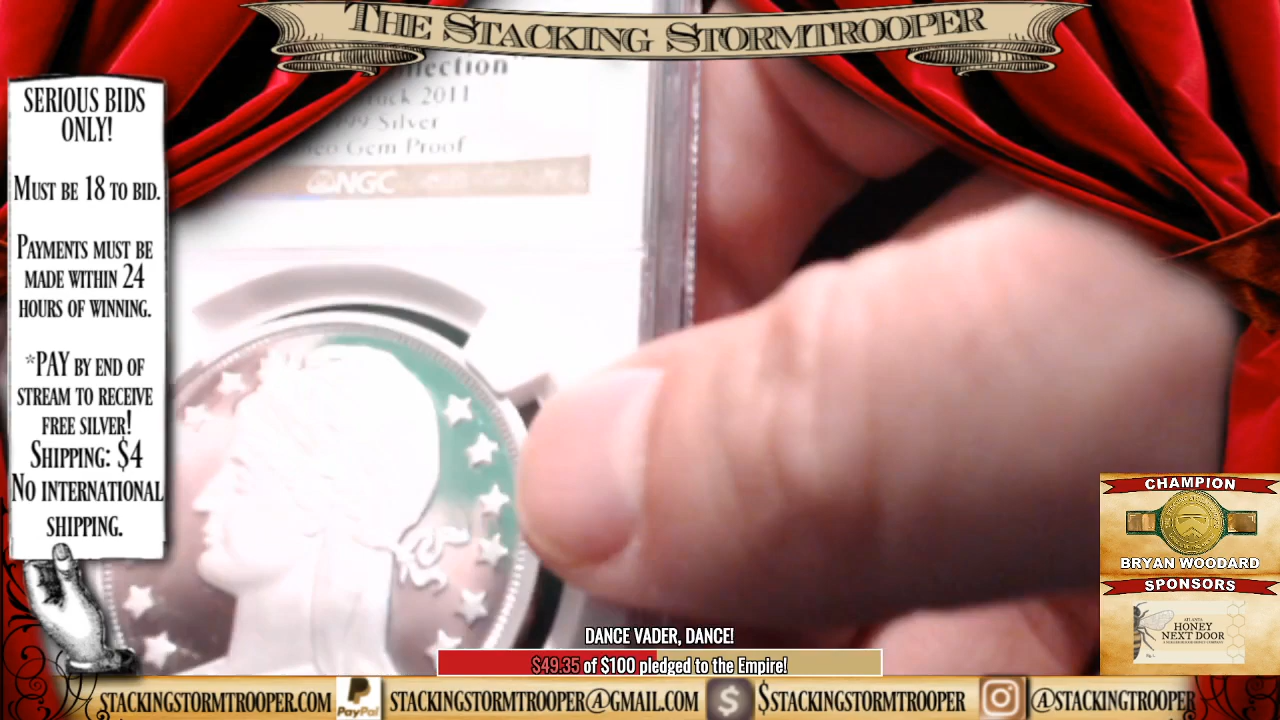 THE STACKING STORMTROOPER
2011
Silver
Gem Proof
NGC
SERIOUS BIDS
ONLY!
MUST BE 18 TO BID.
PAYMENTS MUST BE
MADE WITHIN 24
HOURS OF WINNING.
*PAY BY END OF
STREAM TO RECEIVE
FREE SILVER!
SHIPPING: $4
NO INTERNATIONAL
SHIPPING.
CHAMPION
BRYAN WOODARD
SPONSORS
HONEY
NEXT DOOR
DANCE VADER, DANCE!
$49.35 of $100 pledged to the Empire!
STACKINGSTORMTROOPER.COM
PayPal
STACKINGSTORMTROOPER@GMAIL.COM
$
$STACKINGSTORMTROOPER
@STACKINGTROOPER